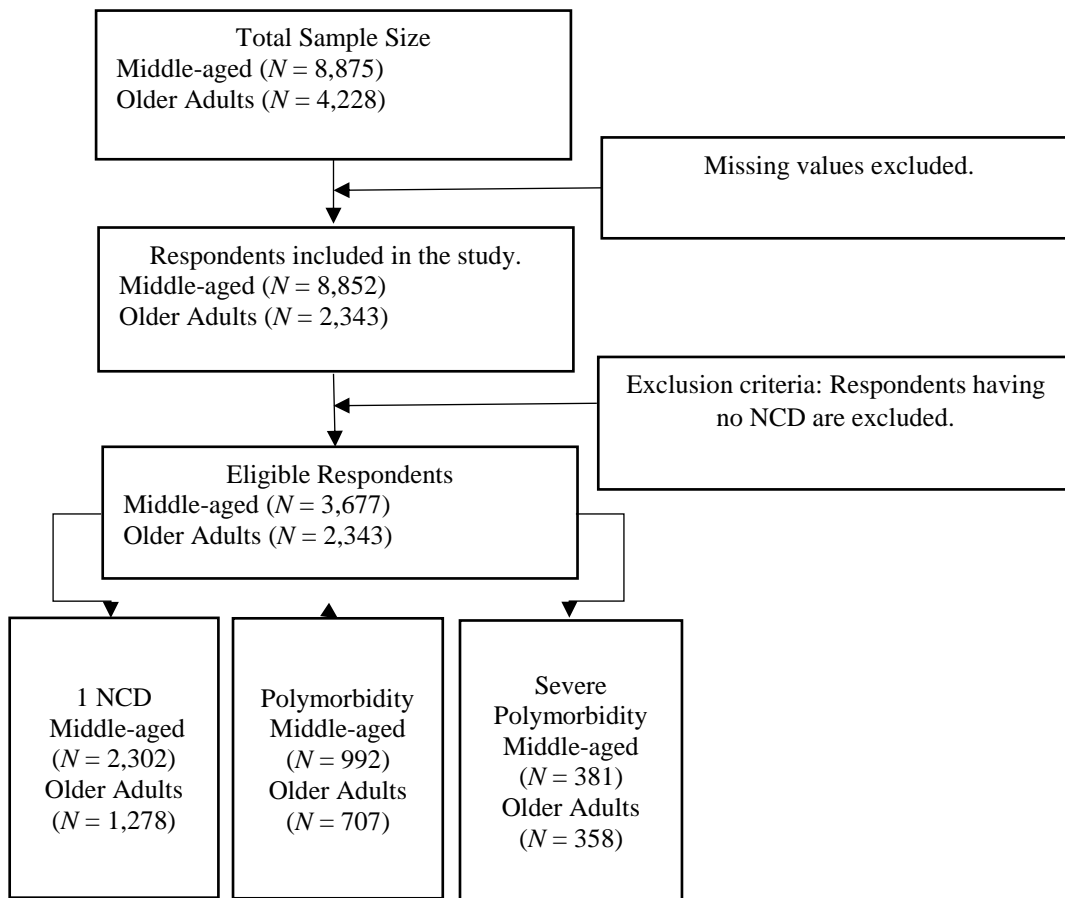 Total Sample Size
Middle-aged (N = 8,875)
Older Adults (N = 4,228)
Missing values excluded.
Respondents included in the study.
Middle-aged (N = 8,852)
Older Adults (N = 2,343)
Exclusion criteria: Respondents having
no NCD are excluded.
Eligible Respondents
Middle-aged (N = 3,677)
Older Adults (N = 2,343)
1 NCD
Middle-aged
(N = 2,302)
Older Adults
(N = 1,278)
Polymorbidity
Middle-aged
(N = 992)
Older Adults
(N = 707)
Severe
Polymorbidity
Middle-aged
(N = 381)
Older Adults
(N = 358)